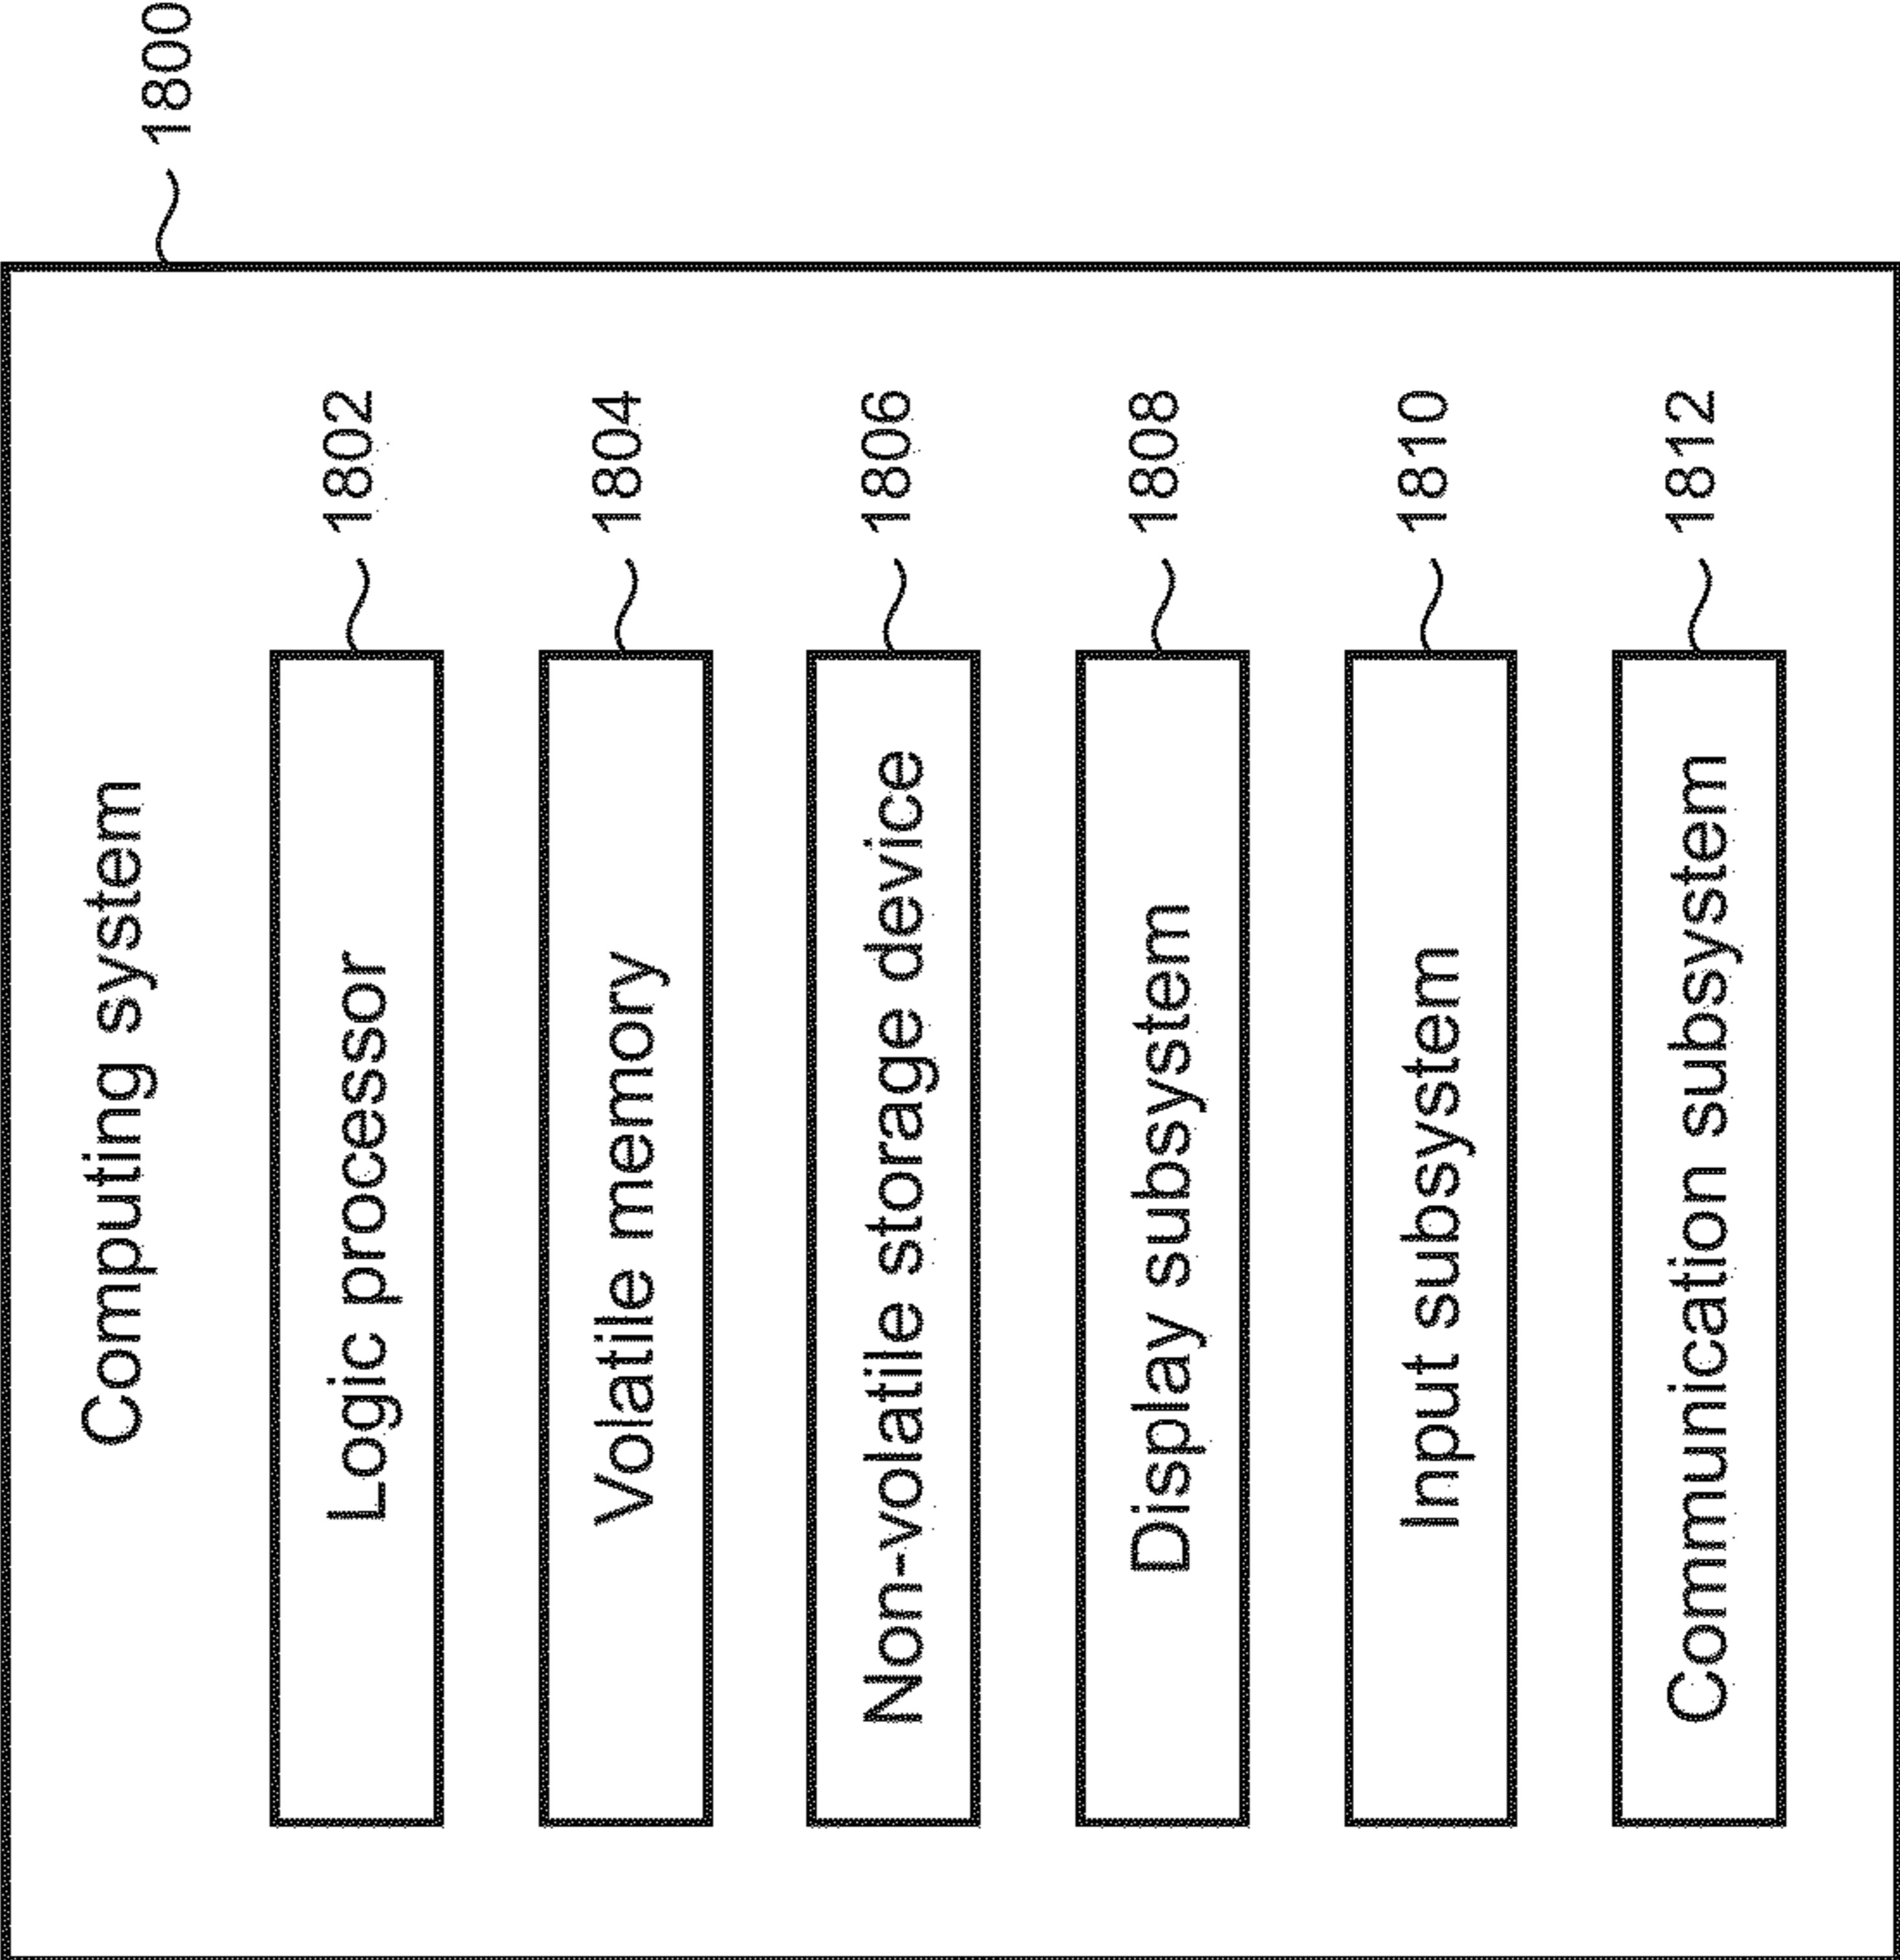 1800
Computing system
Logic processor 1802
Volatile memory 1804
Non-volatile storage device 1806
Display subsystem 1808
Input subsystem 1810
Communication subsystem 1812